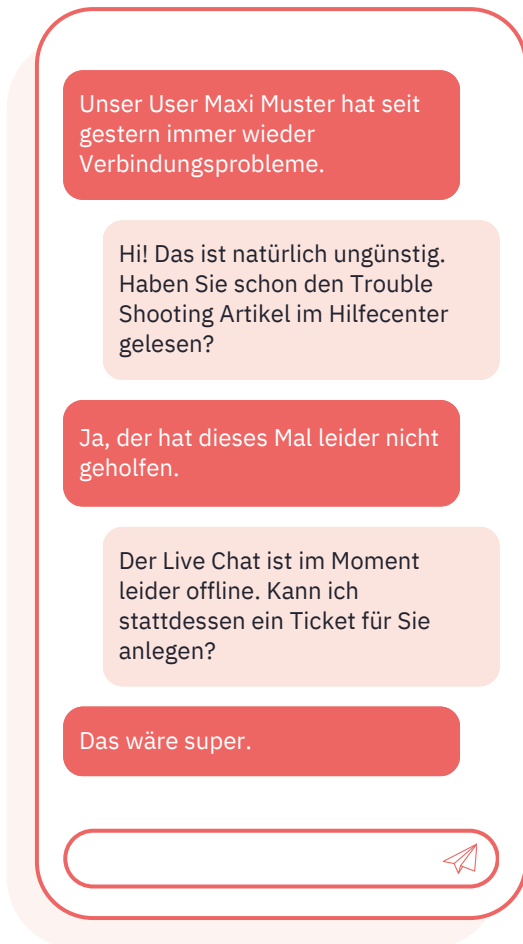 Unser User Maxi Muster hat seit
gestern immer wieder
Verbindungsprobleme.
Hi! Das ist natürlich ungünstig.
Haben Sie schon den Trouble
Shooting Artikel im Hilfecenter
gelesen?
Ja, der hat dieses Mal leider nicht
geholfen.
Der Live Chat ist im Moment
leider offline. Kann ich
stattdessen ein Ticket für Sie
anlegen?
Das wäre super.